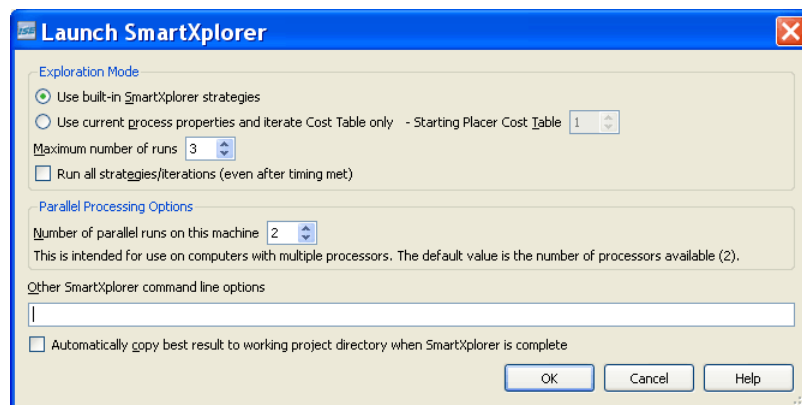 ISE Launch SmartXplorer
Exploration Mode
Use built-in SmartXplorer strategies
Use current process properties and iterate Cost Table only - Starting Placer Cost Table 1
Maximum number of runs 3
Run all strategies/iterations (even after timing met)
Parallel Processing Options
Number of parallel runs on this machine 2
This is intended for use on computers with multiple processors. The default value is the number of processors available (2).
Other SmartXplorer command line options
Automatically copy best result to working project directory when SmartXplorer is complete
OK Cancel Help